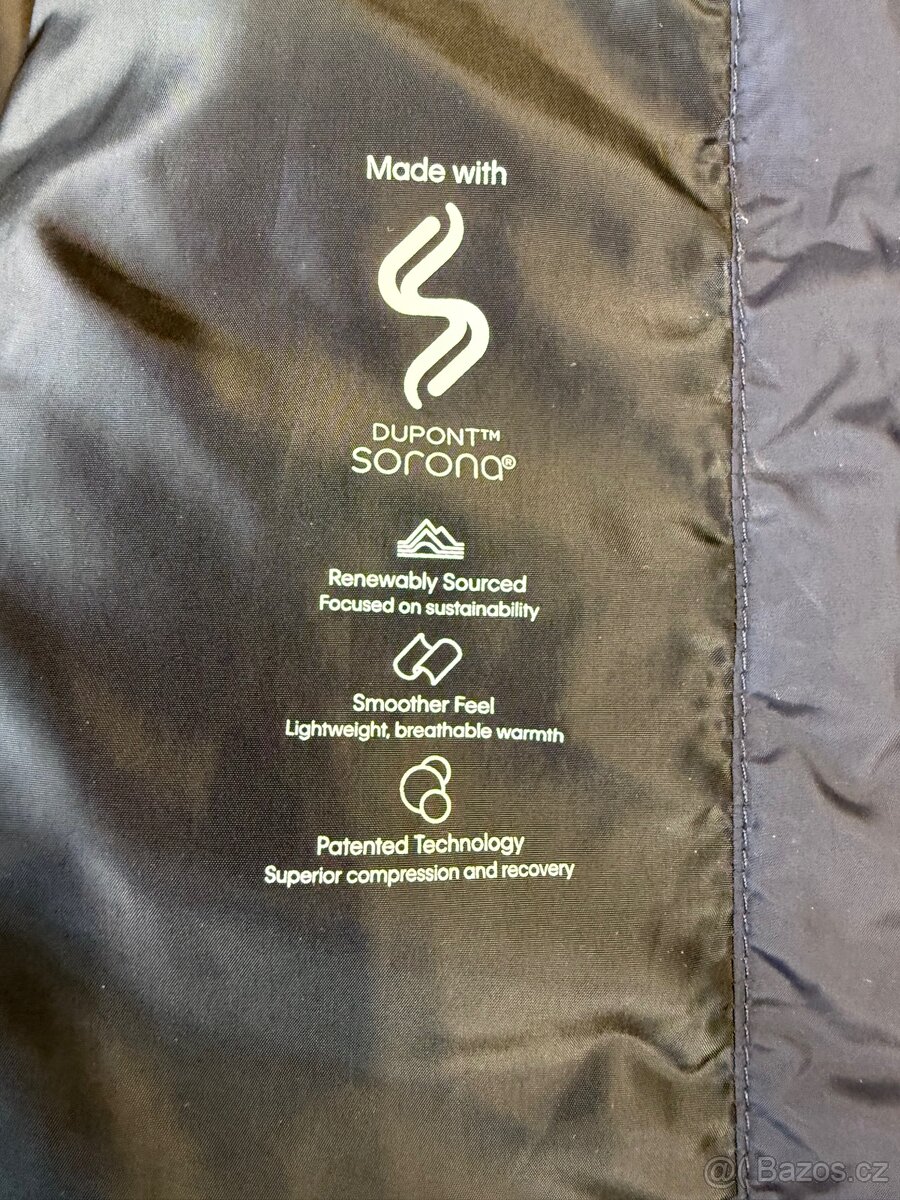 Made with
DUPONT™
sorona®
Renewably Sourced
Focused on sustainability
Smoother Feel
Lightweight, breathable warmth
Patented Technology
Superior compression and recovery
@( Bazos.cz